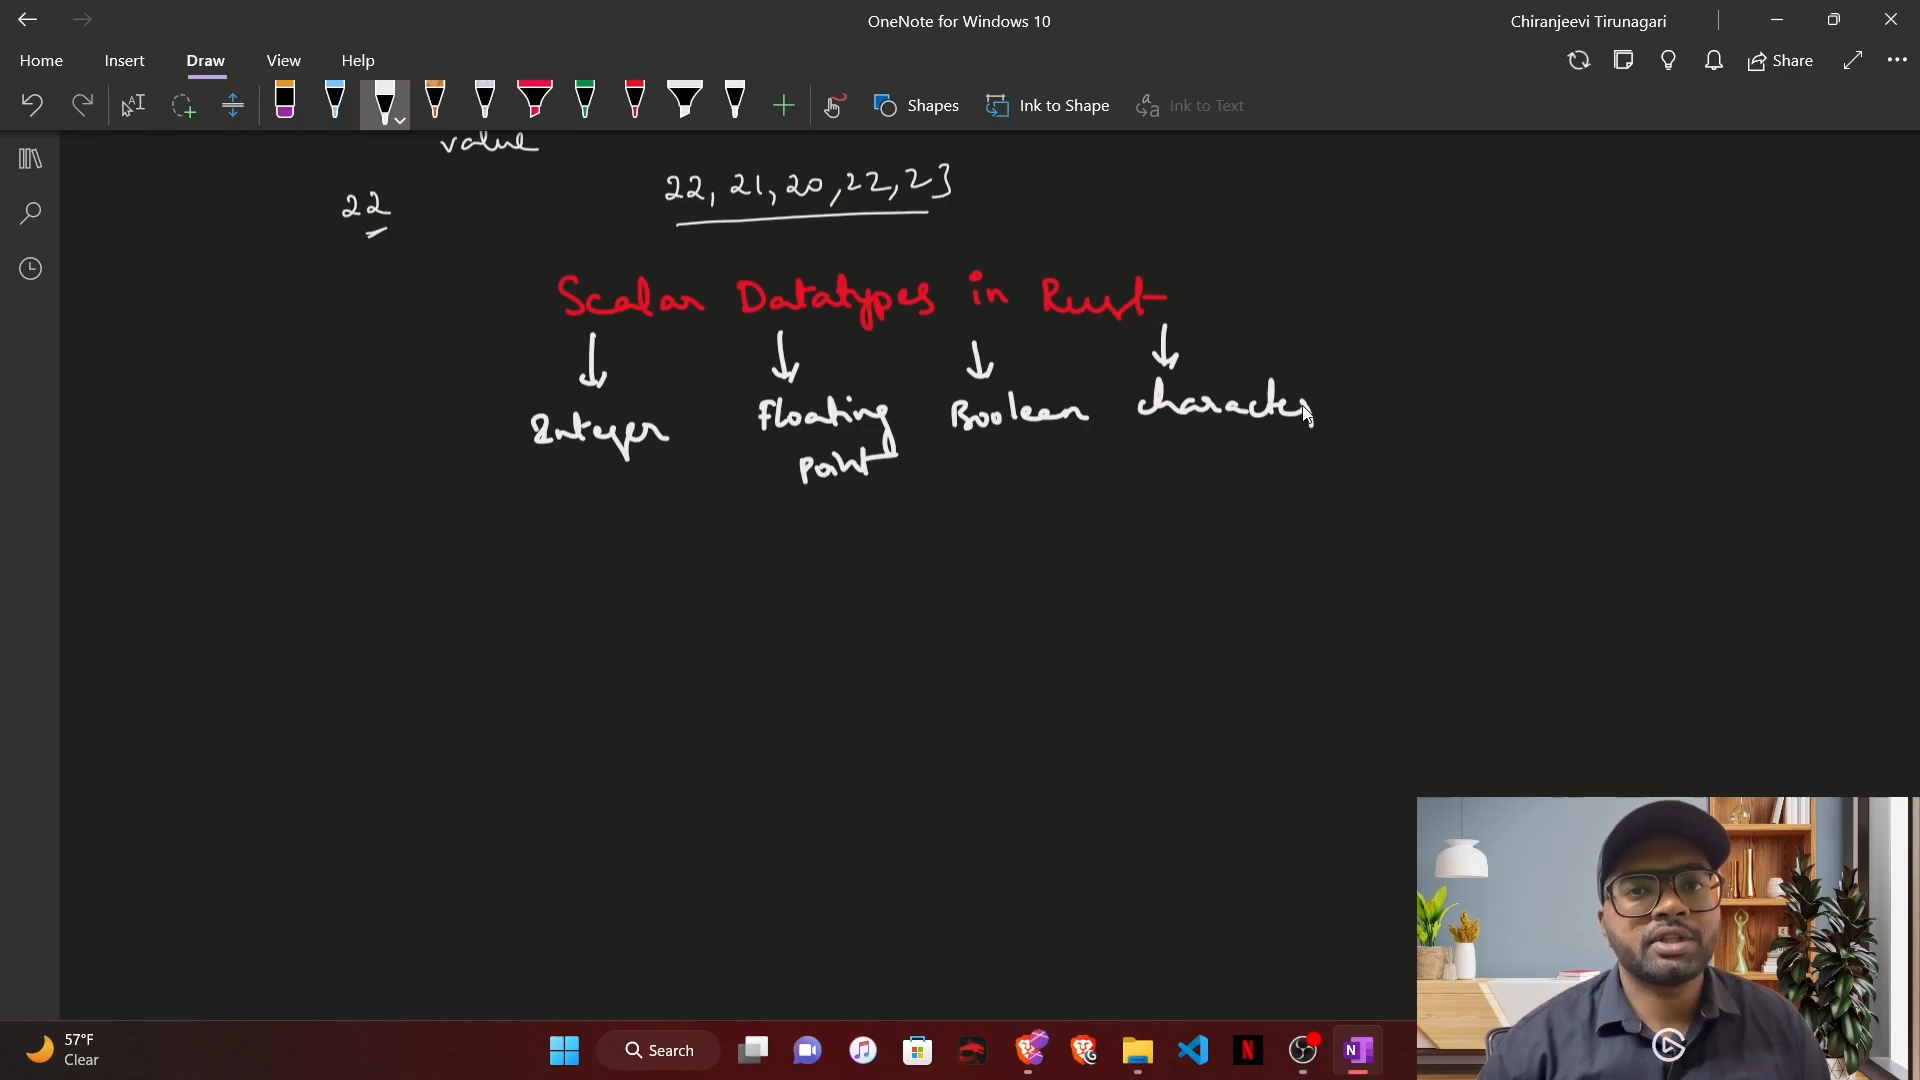 OneNote for Windows 10
Chiranjeevi Tirunagari
Home Insert Draw View Help
Share
Shapes Ink to Shape Ink to Text
value
22, 21, 20, 22, 23
22
Scalar Datatypes in Rust
Integer Floating Boolean character
point
57°F
Clear
Search